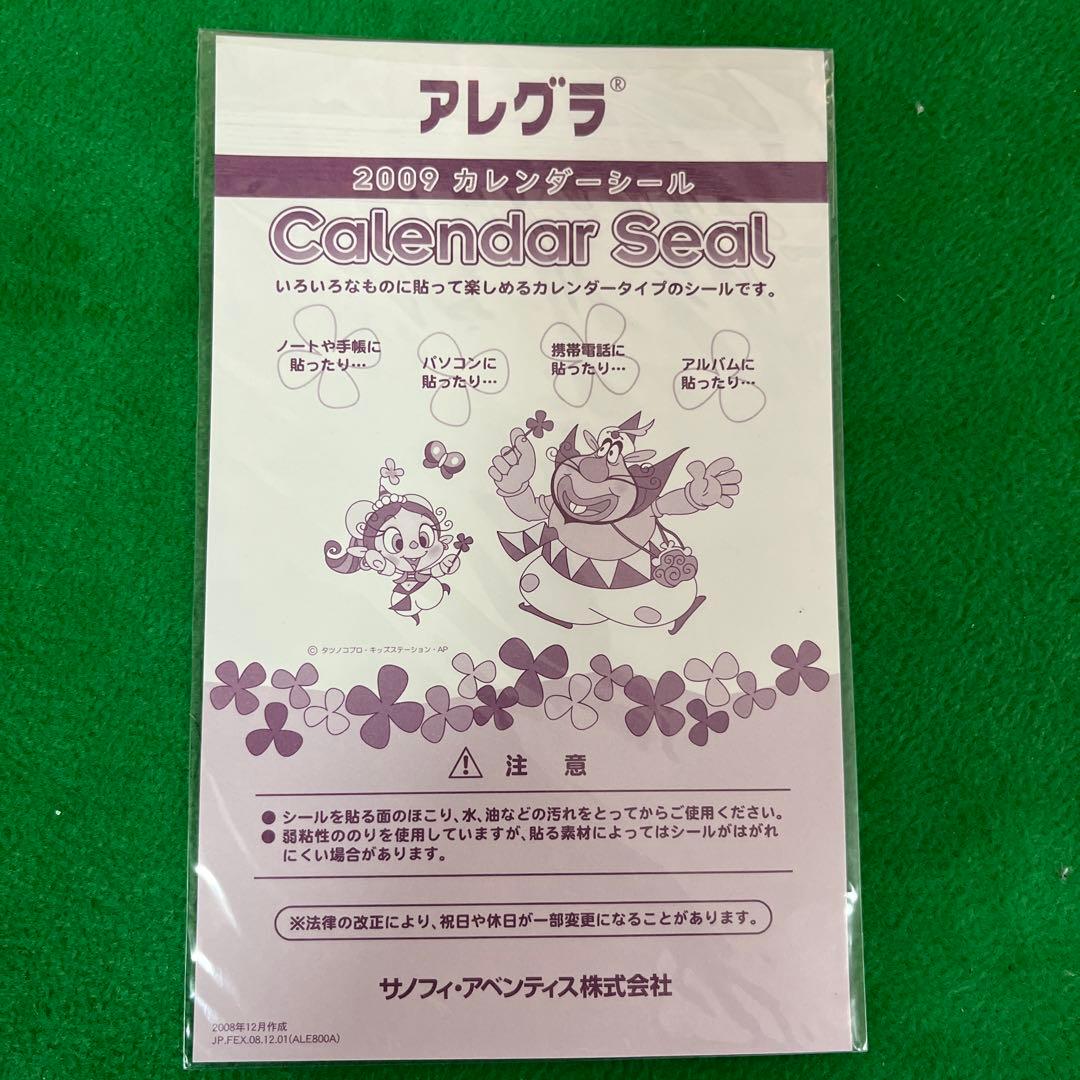 アレグラ®
2009 カレンダーシール
Calendar Seal
いろいろなものに貼って楽しめるカレンダータイプのシールです。
ノートや手帳に
貼ったり…
パソコンに
貼ったり…
携帯電話に
貼ったり…
アルバムに
貼ったり…
© タツノコプロ・キッズステーション・AP
注 意
● シールを貼る面のほこり、水、油などの汚れをとってからご使用ください。
● 弱粘性ののりを使用していますが、貼る素材によってはシールがはがれ
にくい場合があります。
※法律の改正により、祝日や休日が一部変更になることがあります。
サノフィ・アベンティス株式会社
2008年12月作成
JP.FEX.08.12.01(ALE800A)